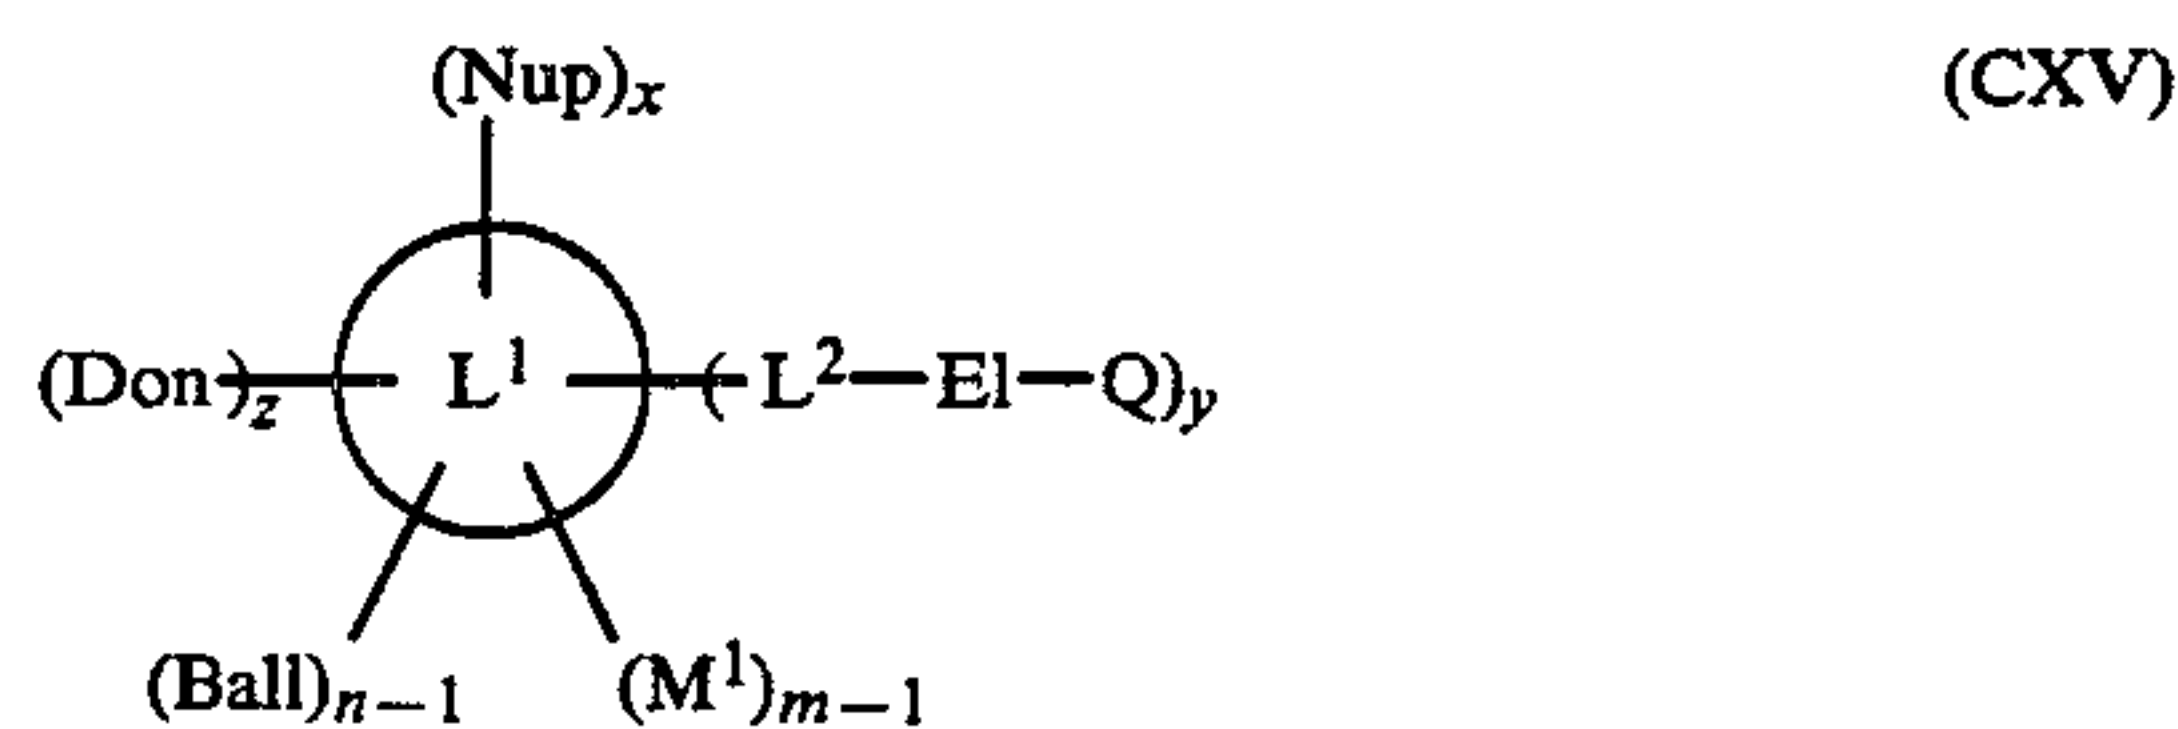 (Nup)x (CXV)
(Don)z L¹ (L²—El—Q)y
(Ball)n−1 (M¹)m−1